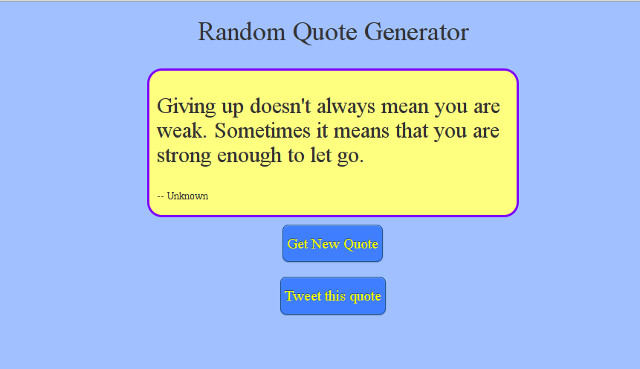 Random Quote Generator
Giving up doesn't always mean you are
weak. Sometimes it means that you are
strong enough to let go.
-- Unknown
Get New Quote
Tweet this quote